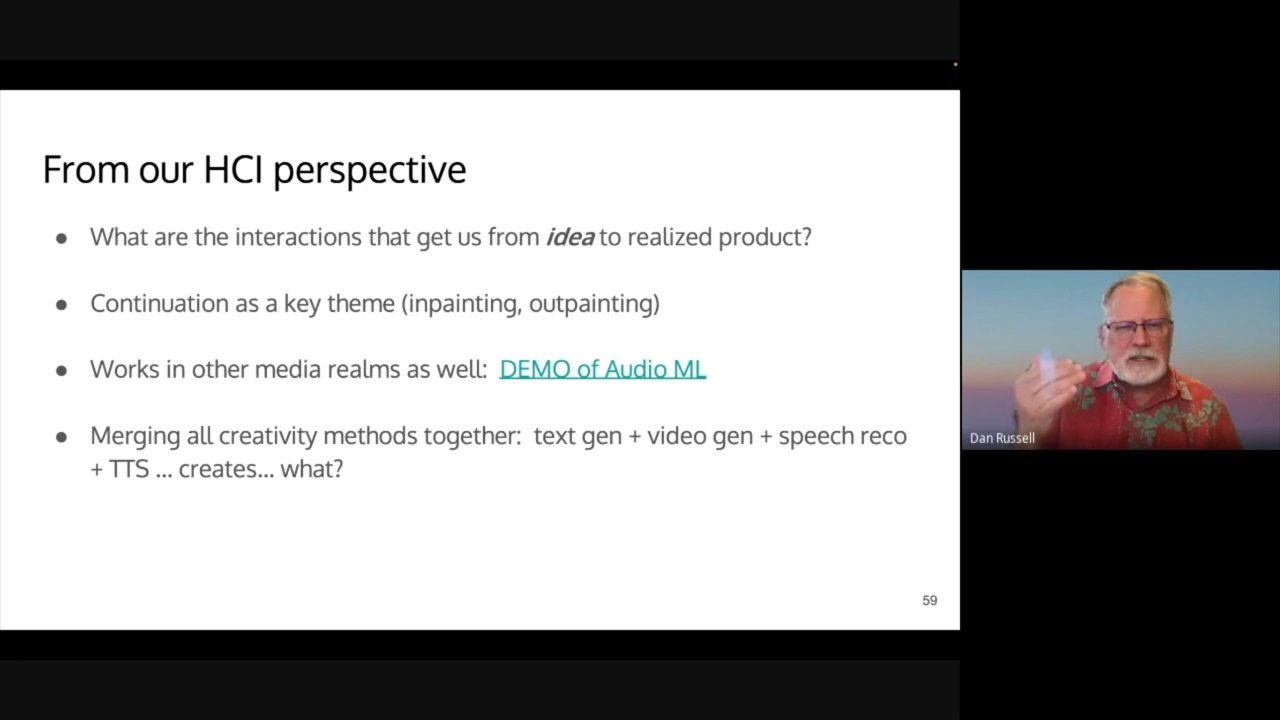 From our HCI perspective
● What are the interactions that get us from idea to realized product?
● Continuation as a key theme (inpainting, outpainting)
● Works in other media realms as well:  DEMO of Audio ML
● Merging all creativity methods together:  text gen + video gen + speech reco
+ TTS ... creates... what?
59
Dan Russell